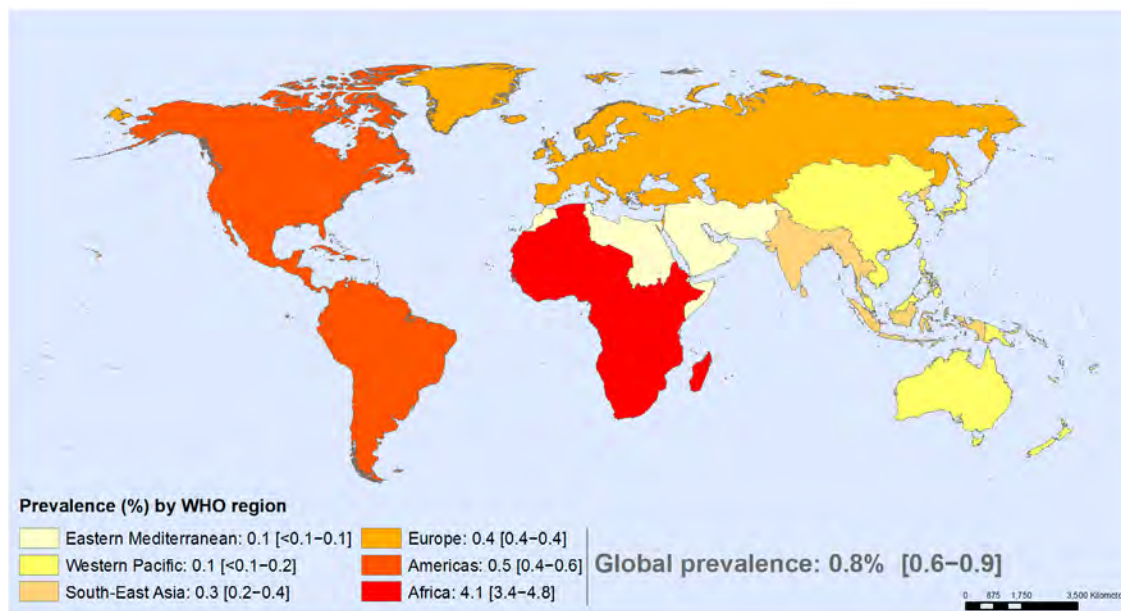 Prevalence (%) by WHO region
Eastern Mediterranean: 0.1 [<0.1–0.1]
Western Pacific: 0.1 [<0.1–0.2]
South-East Asia: 0.3 [0.2–0.4]
Europe: 0.4 [0.4–0.4]
Americas: 0.5 [0.4–0.6]
Africa: 4.1 [3.4–4.8]
Global prevalence: 0.8% [0.6–0.9]
0 875 1,750 3,500 Kilomete